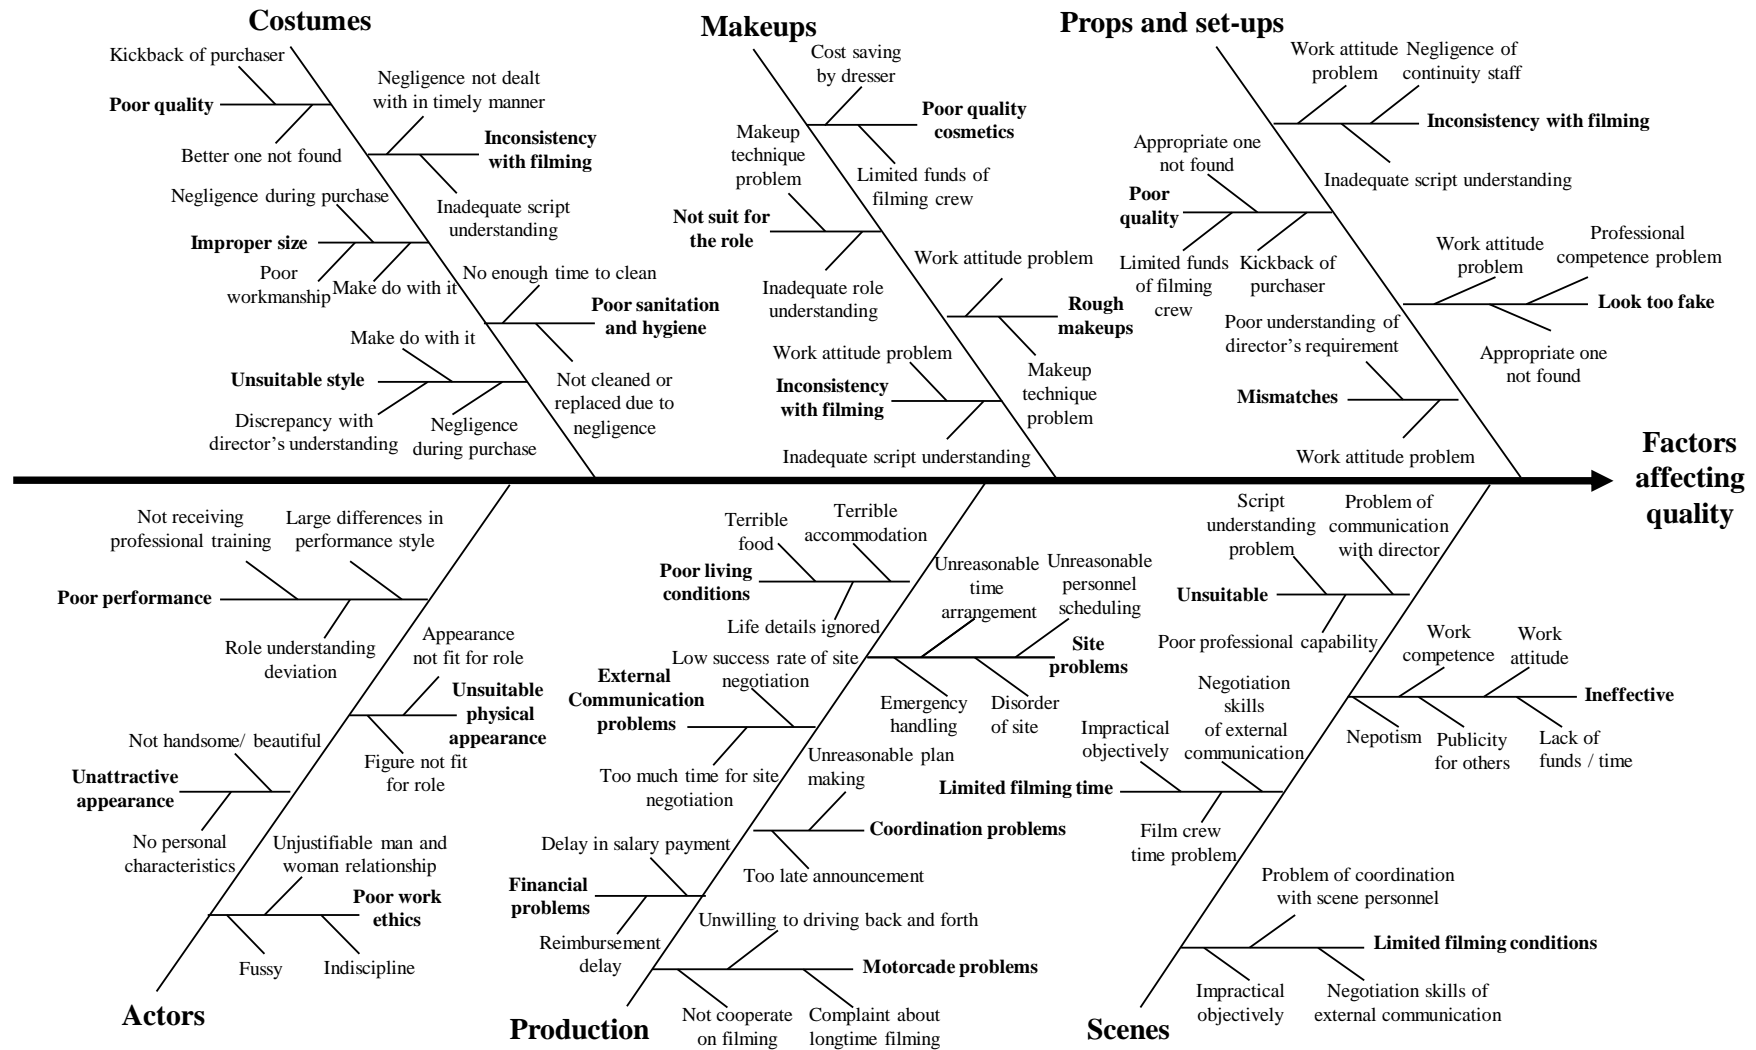 Costumes
Kickback of purchaser
Poor quality
Better one not found
Negligence not dealt
with in timely manner
Inconsistency
with filming
Inadequate script
understanding
Negligence during purchase
Improper size
Poor
workmanship
Make do with it
No enough time to clean
Poor sanitation
and hygiene
Not cleaned or
replaced due to
negligence
Make do with it
Unsuitable style
Discrepancy with
director’s understanding
Negligence
during purchase
Makeups
Cost saving
by dresser
Poor quality
cosmetics
Limited funds of
filming crew
Makeup
technique
problem
Not suit for
the role
Inadequate role
understanding
Work attitude problem
Rough
makeups
Makeup
technique
problem
Work attitude problem
Inconsistency
with filming
Inadequate script understanding
Props and set-ups
Work attitude
problem
Negligence of
continuity staff
Inconsistency with filming
Inadequate script understanding
Appropriate one
not found
Poor
quality
Limited funds
of filming
crew
Kickback of
purchaser
Work attitude
problem
Professional
competence problem
Look too fake
Appropriate one
not found
Poor understanding of
director’s requirement
Mismatches
Work attitude problem
Factors
affecting
quality
Not receiving
professional training
Large differences in
performance style
Poor performance
Role understanding
deviation
Appearance
not fit for role
Unsuitable
physical
appearance
Figure not fit
for role
Not handsome/ beautiful
Unattractive
appearance
No personal
characteristics
Unjustifiable man and
woman relationship
Poor work
ethics
Fussy
Indiscipline
Actors
Terrible
food
Terrible
accommodation
Poor living
conditions
Life details ignored
Unreasonable
time
arrangement
Unreasonable
personnel
scheduling
Site
problems
Emergency
handling
Disorder
of site
Low success rate of site
negotiation
External
Communication
problems
Too much time for site
negotiation
Unreasonable plan
making
Coordination problems
Too late announcement
Delay in salary payment
Financial
problems
Reimbursement
delay
Unwilling to driving back and forth
Motorcade problems
Not cooperate
on filming
Complaint about
longtime filming
Production
Script
understanding
problem
Problem of
communication
with director
Unsuitable
Poor professional capability
Work
competence
Work
attitude
Ineffective
Nepotism
Publicity
for others
Lack of
funds / time
Negotiation
skills
of external
communication
Impractical
objectively
Limited filming time
Film crew
time problem
Problem of coordination
with scene personnel
Limited filming conditions
Impractical
objectively
Negotiation skills of
external communication
Scenes